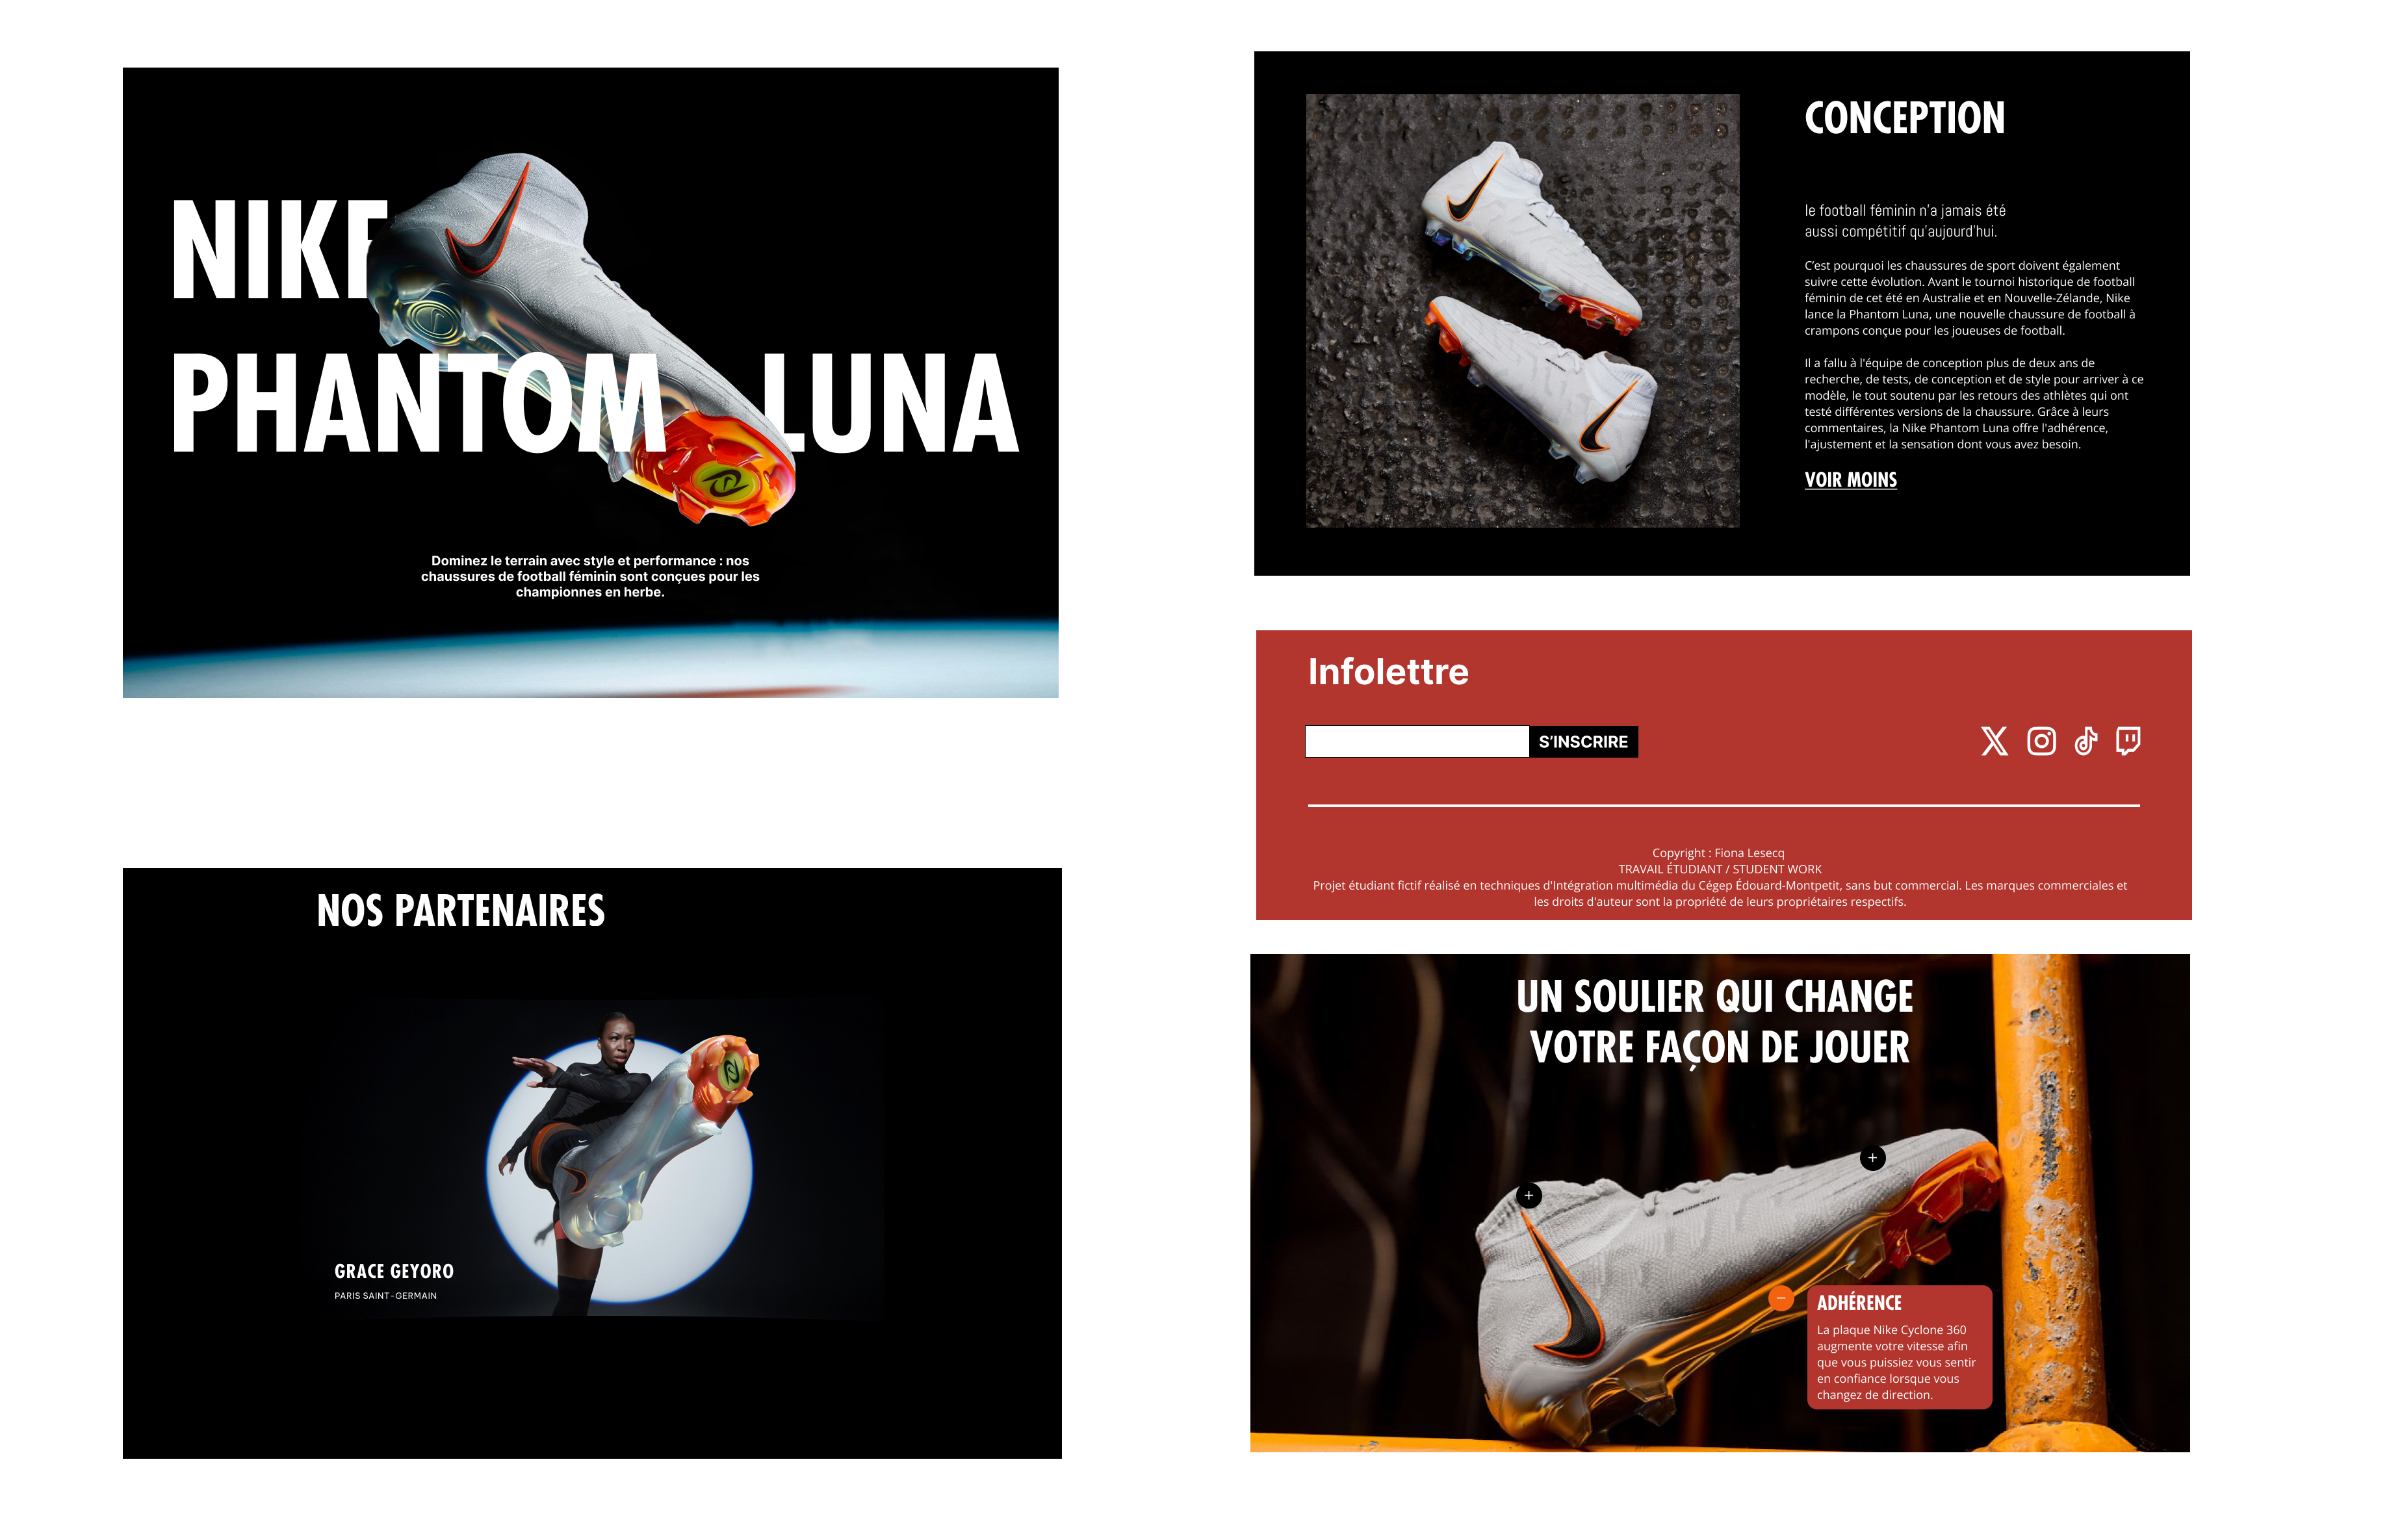 NIKE
PHANTOM LUNA
Dominez le terrain avec style et performance : nos
chaussures de football féminin sont conçues pour les
championnes en herbe.
CONCEPTION
le football féminin n'a jamais été
aussi compétitif qu'aujourd'hui.
C'est pourquoi les chaussures de sport doivent également
suivre cette évolution. Avant le tournoi historique de football
féminin de cet été en Australie et en Nouvelle-Zélande, Nike
lance la Phantom Luna, une nouvelle chaussure de football à
crampons conçue pour les joueuses de football.
Il a fallu à l'équipe de conception plus de deux ans de
recherche, de tests, de conception et de style pour arriver à ce
modèle, le tout soutenu par les retours des athlètes qui ont
testé différentes versions de la chaussure. Grâce à leurs
commentaires, la Nike Phantom Luna offre l'adhérence,
l'ajustement et la sensation dont vous avez besoin.
VOIR MOINS
Infolettre
S'INSCRIRE
Copyright : Fiona Lesecq
TRAVAIL ÉTUDIANT / STUDENT WORK
Projet étudiant fictif réalisé en techniques d'Intégration multimédia du Cégep Édouard-Montpetit, sans but commercial. Les marques commerciales et
les droits d'auteur sont la propriété de leurs propriétaires respectifs.
NOS PARTENAIRES
GRACE GEYORO
PARIS SAINT-GERMAIN
UN SOULIER QUI CHANGE
VOTRE FAÇON DE JOUER
ADHÉRENCE
La plaque Nike Cyclone 360
augmente votre vitesse afin
que vous puissiez vous sentir
en confiance lorsque vous
changez de direction.